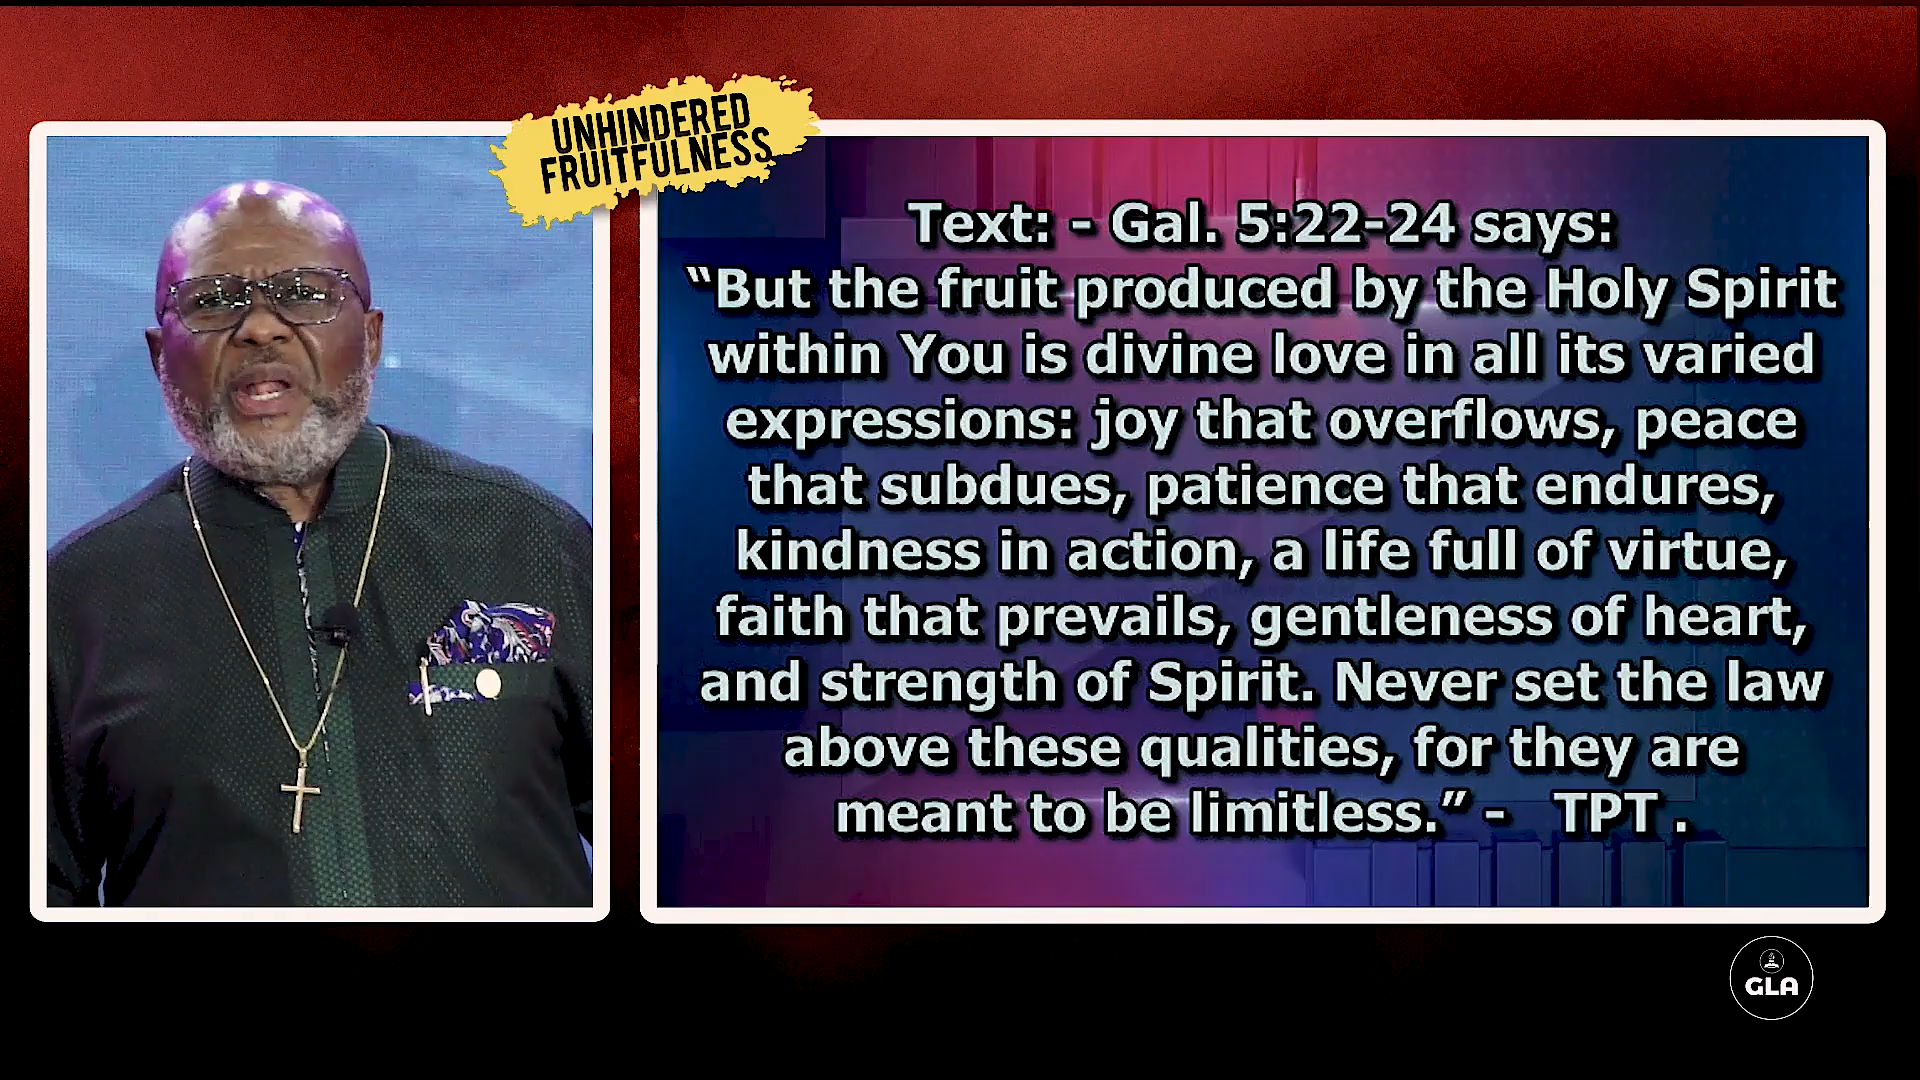 UNHINDERED
FRUITFULNESS
Text: - Gal. 5:22-24 says:
“But the fruit produced by the Holy Spirit
within You is divine love in all its varied
expressions: joy that overflows, peace
that subdues, patience that endures,
kindness in action, a life full of virtue,
faith that prevails, gentleness of heart,
and strength of Spirit. Never set the law
above these qualities, for they are
meant to be limitless.” - TPT .
GLA